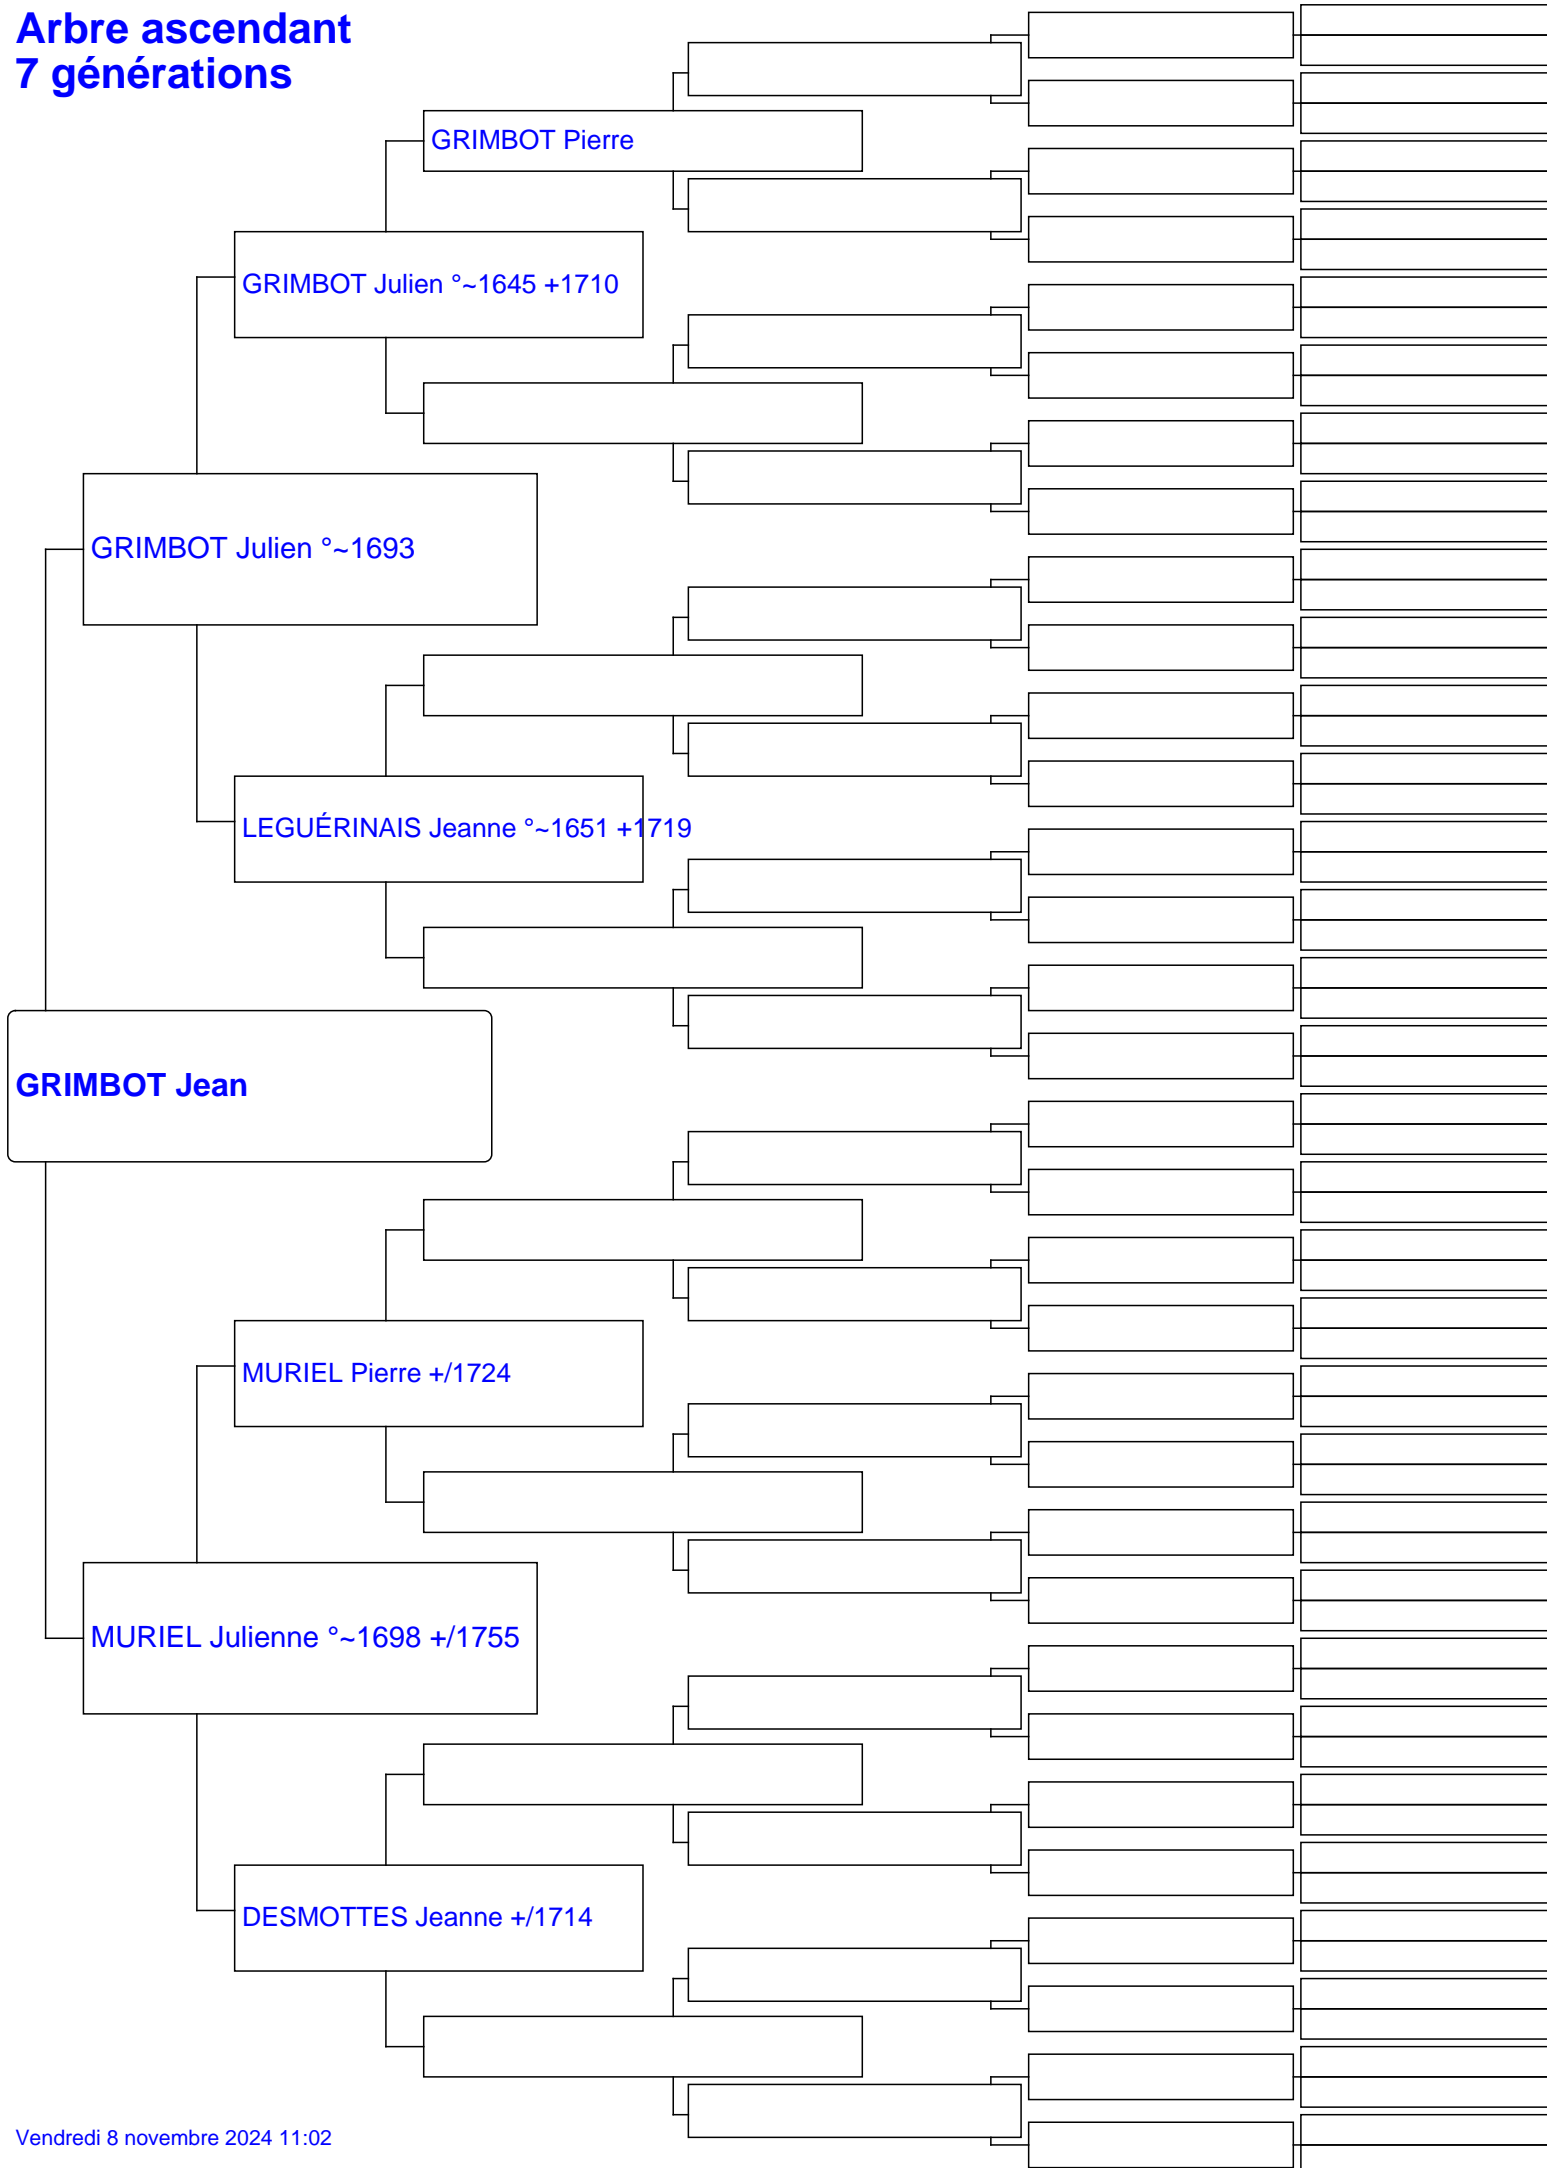 Arbre ascendant
7 générations
GRIMBOT Pierre
GRIMBOT Julien °~1645 +1710
GRIMBOT Julien °~1693
LEGUÉRINAIS Jeanne °~1651 +1719
GRIMBOT Jean
MURIEL Pierre +/1724
MURIEL Julienne °~1698 +/1755
DESMOTTES Jeanne +/1714
Vendredi 8 novembre 2024 11:02